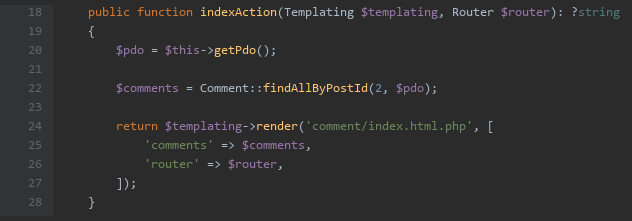 18 public function indexAction(Templating $templating, Router $router): ?string
19 {
20 $pdo = $this->getPdo();
21
22 $comments = Comment::findAllByPostId(2, $pdo);
23
24 return $templating->render('comment/index.html.php', [
25 'comments' => $comments,
26 'router' => $router,
27 ]);
28 }